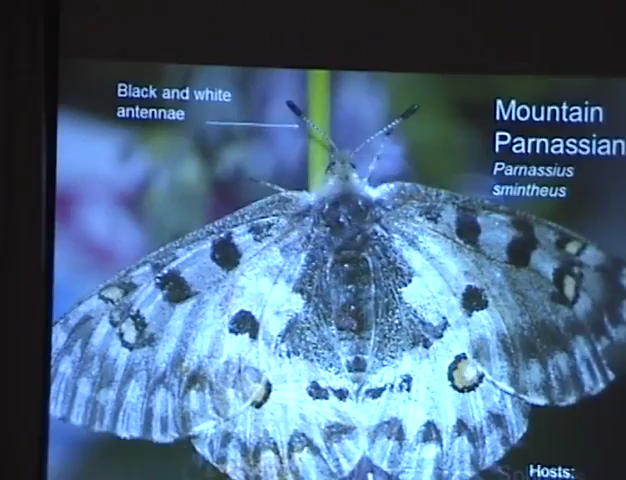 Black and white
antennae
Mountain
Parnassian
Parnassius
smintheus
Hosts: